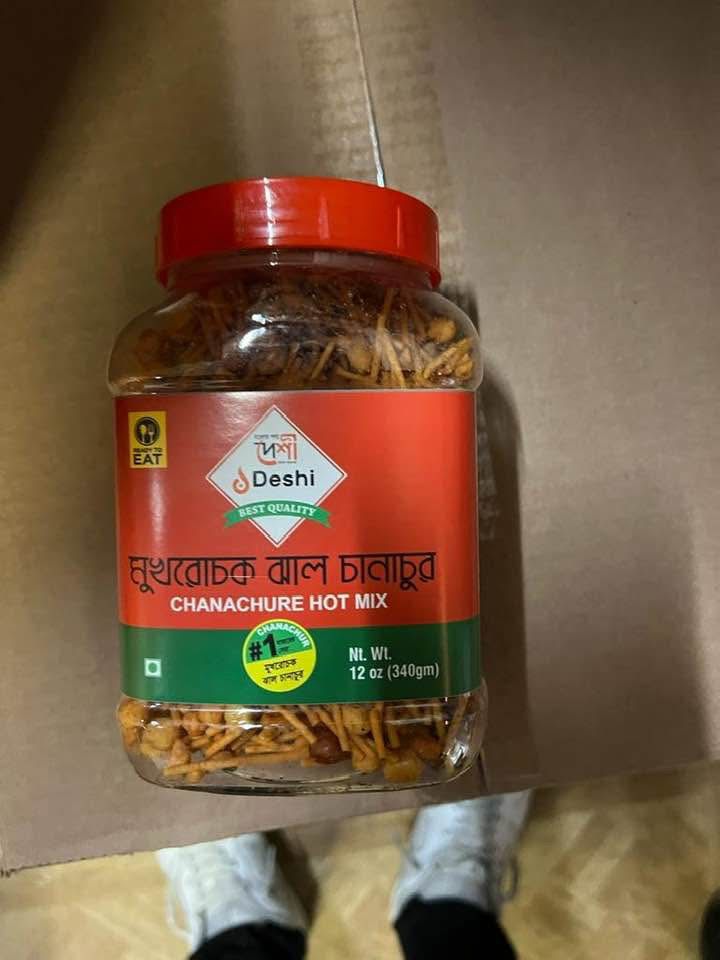 READY TO
EAT
দেশী
Deshi
BEST QUALITY
মুখরোচক ঝাল চানাচুর
CHANACHURE HOT MIX
CHANACHUR
#1
মুখরোচক
ঝাল চানাচুর
Nt. Wt.
12 oz (340gm)